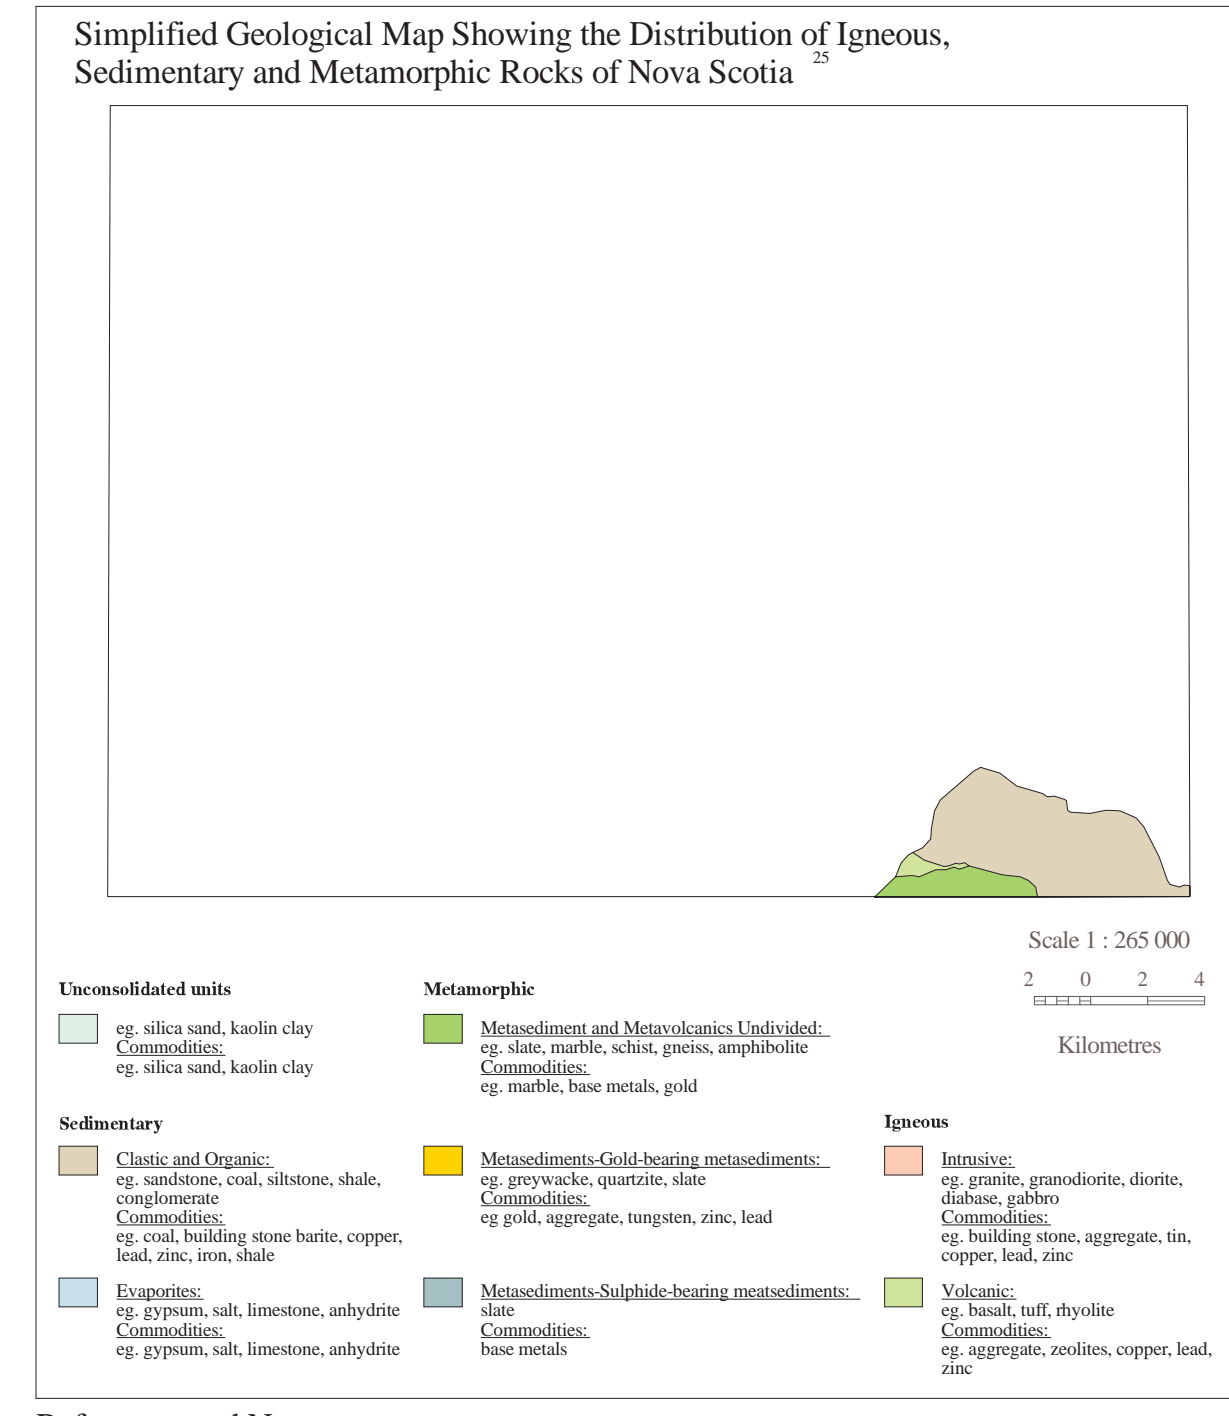 Simplified Geological Map Showing the Distribution of Igneous,
Sedimentary and Metamorphic Rocks of Nova Scotia 25
Scale 1 : 265 000
2 0 2 4
Kilometres
Unconsolidated units
eg. silica sand, kaolin clay
Commodities:
eg. silica sand, kaolin clay
Metamorphic
Metasediment and Metavolcanics Undivided:
eg. slate, marble, schist, gneiss, amphibolite
Commodities:
eg. marble, base metals, gold
Sedimentary
Clastic and Organic:
eg. sandstone, coal, siltstone, shale,
conglomerate
Commodities:
eg. coal, building stone barite, copper,
lead, zinc, iron, shale
Metasediments-Gold-bearing metasediments:
eg. greywacke, quartzite, slate
Commodities:
eg gold, aggregate, tungsten, zinc, lead
Igneous
Intrusive:
eg. granite, granodiorite, diorite,
diabase, gabbro
Commodities:
eg. building stone, aggregate, tin,
copper, lead, zinc
Evaporites:
eg. gypsum, salt, limestone, anhydrite
Commodities:
eg. gypsum, salt, limestone, anhydrite
Metasediments-Sulphide-bearing meatsediments:
slate
Commodities:
base metals
Volcanic:
eg. basalt, tuff, rhyolite
Commodities:
eg. aggregate, zeolites, copper, lead,
zinc